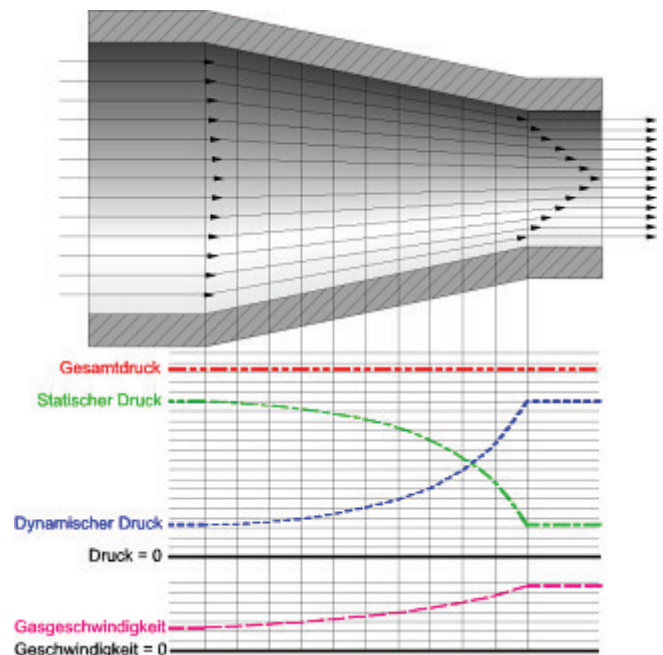 Gesamtdruck
Statischer Druck
Dynamischer Druck
Druck = 0
Gasgeschwindigkeit
Geschwindigkeit = 0